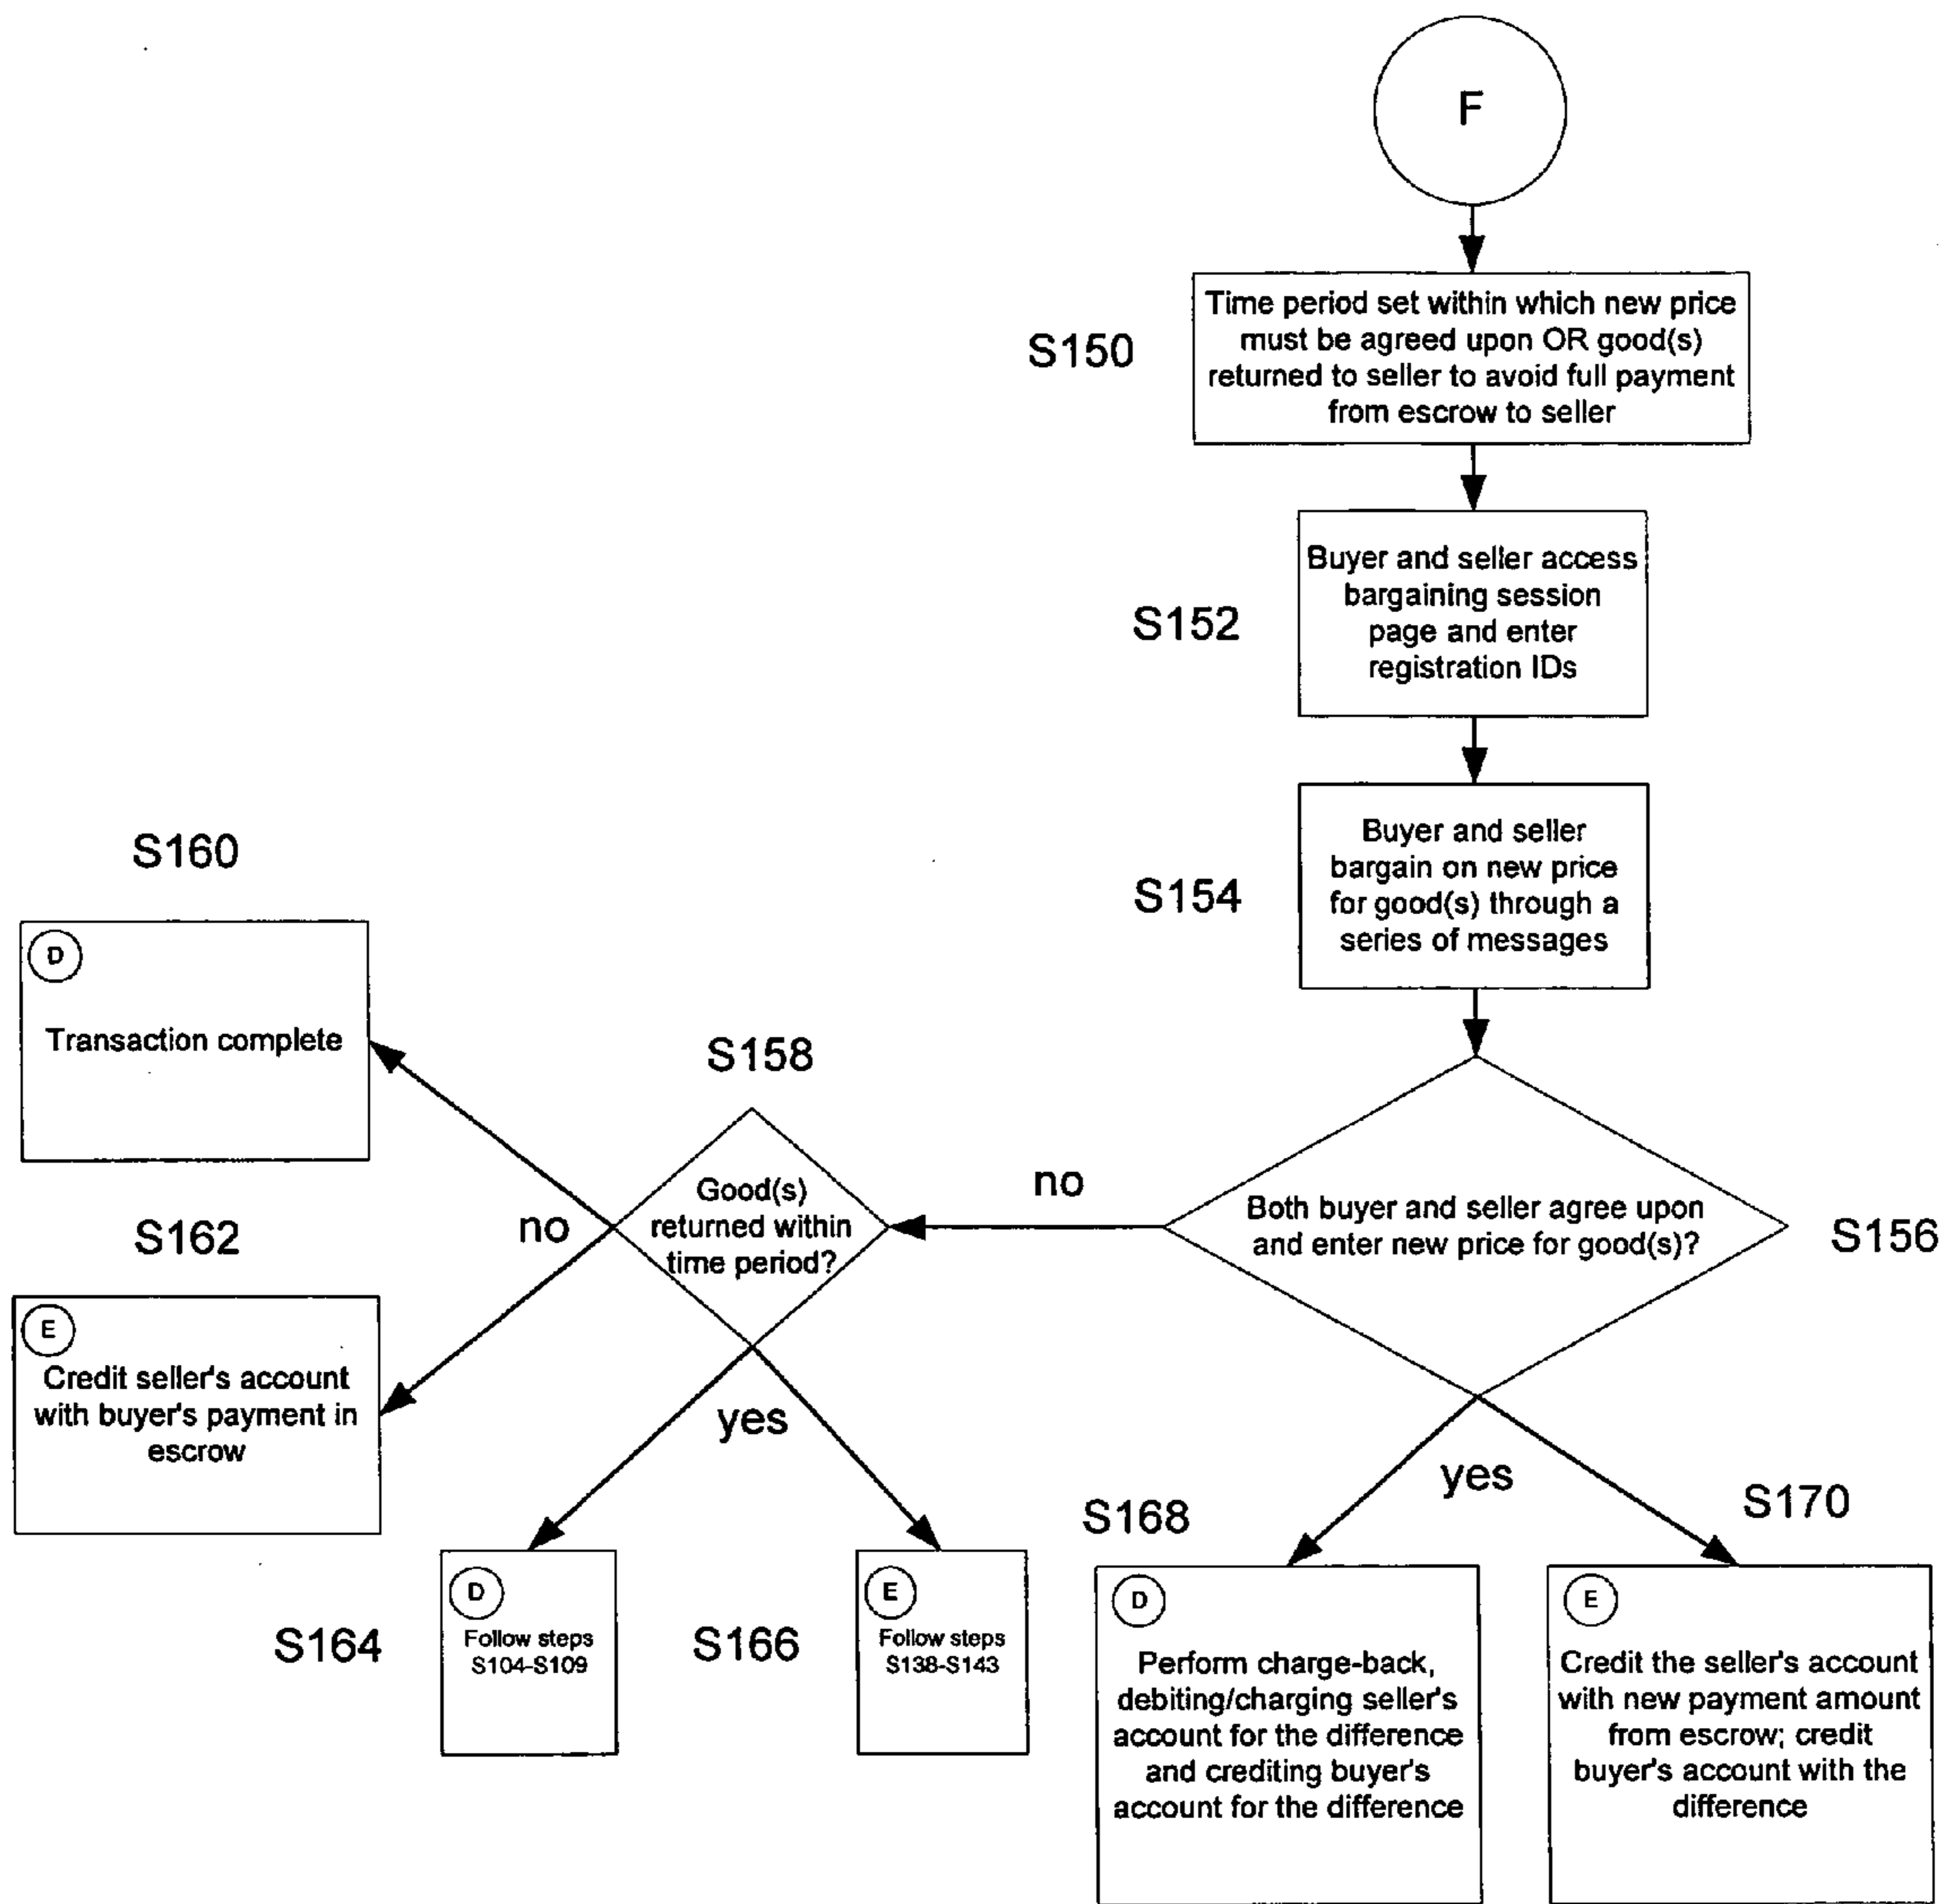 F
S150
Time period set within which new price
must be agreed upon OR good(s)
returned to seller to avoid full payment
from escrow to seller
S152
Buyer and seller access
bargaining session
page and enter
registration IDs
S154
Buyer and seller
bargain on new price
for good(s) through a
series of messages
S156
Both buyer and seller agree upon
and enter new price for good(s)?
no
S158
Good(s)
returned within
time period?
no
S160
D
Transaction complete
S162
E
Credit seller's account
with buyer's payment in
escrow
yes
S164
D
Follow steps
S104-S109
S166
E
Follow steps
S138-S143
yes
S168
D
Perform charge-back,
debiting/charging seller's
account for the difference
and crediting buyer's
account for the difference
S170
E
Credit the seller's account
with new payment amount
from escrow; credit
buyer's account with the
difference